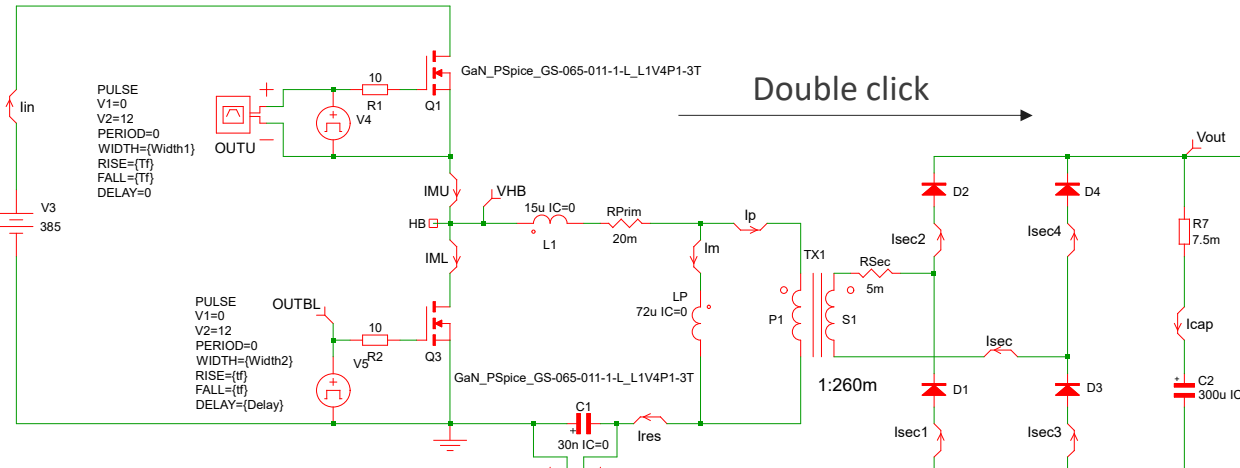 Iin
V3
385
PULSE
V1=0
V2=12
PERIOD=0
WIDTH={Width1}
RISE={Tf}
FALL={Tf}
DELAY=0
OUTU
V4
10
R1
Q1
GaN_PSpice_GS-065-011-1-L_L1V4P1-3T
Double click
IMU
VHB
HB
15u IC=0
L1
RPrim
20m
Ip
Im
IML
LP
72u IC=0
TX1
P1
S1
1:260m
RSec
5m
PULSE
V1=0
V2=12
PERIOD=0
WIDTH={Width2}
RISE={tf}
FALL={tf}
DELAY={Delay}
OUTBL
V5
10
R2
Q3
GaN_PSpice_GS-065-011-1-L_L1V4P1-3T
C1
+
30n IC=0
Ires
D2
D4
Isec2
Isec4
Isec
D1
D3
Isec1
Isec3
Vout
R7
7.5m
Icap
+
C2
300u IC